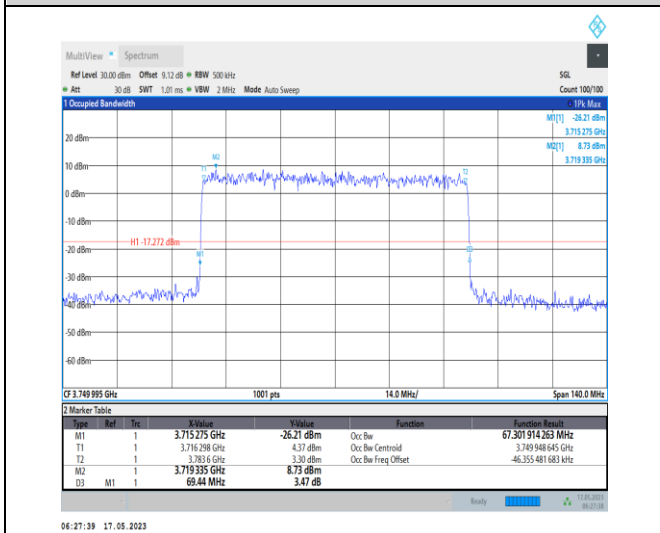 MultiView Spectrum
Ref Level 30.00 dBm Offset 9.12 dB RBW 500 kHz SGL
Att 30 dB SWT 1.01 ms VBW 2 MHz Mode Auto Sweep Count 100/100
1 Occupied Bandwidth 1Pk Max
M1[1] -26.21 dBm
3.715 275 GHz
M2[1] 8.73 dBm
3.719 335 GHz
20 dBm
M2
10 dBm
T1
T2
0 dBm
-10 dBm
H1 -17.272 dBm
-20 dBm
M1
D3
-30 dBm
-40 dBm
-50 dBm
-60 dBm
CF 3.749 995 GHz 1001 pts 14.0 MHz/ Span 140.0 MHz
2 Marker Table
Type Ref Trc X-Value Y-Value Function Function Result
M1 1 3.715 275 GHz -26.21 dBm Occ Bw 67.301 914 263 MHz
T1 1 3.716 298 GHz 4.37 dBm Occ Bw Centroid 3.749 948 645 GHz
T2 1 3.783 6 GHz 3.30 dBm Occ Bw Freq Offset -46.355 481 683 kHz
M2 1 3.719 335 GHz 8.73 dBm
D3 M1 1 69.44 MHz 3.47 dB
Ready 17.05.2023
06:27:38
06:27:39 17.05.2023